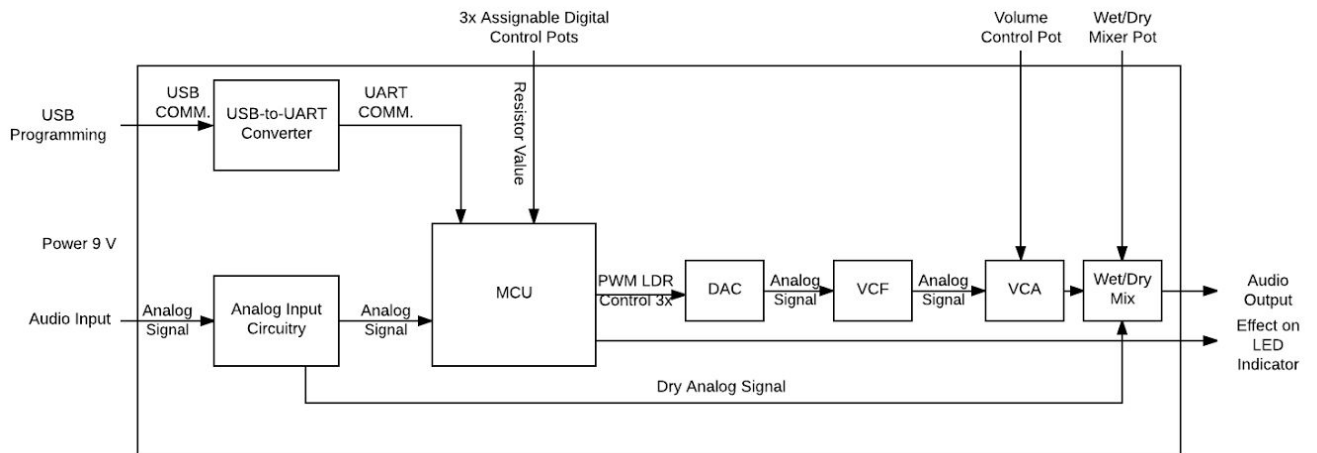 3x Assignable Digital
Control Pots
Volume
Control Pot
Wet/Dry
Mixer Pot
USB
Programming
USB
COMM.
USB-to-UART
Converter
UART
COMM.
Resistor Value
Power 9 V
Audio Input
Analog
Signal
Analog Input
Circuitry
Analog
Signal
MCU
PWM LDR
Control 3x
DAC
Analog
Signal
VCF
Analog
Signal
VCA
Wet/Dry
Mix
Audio
Output
Effect on
LED
Indicator
Dry Analog Signal